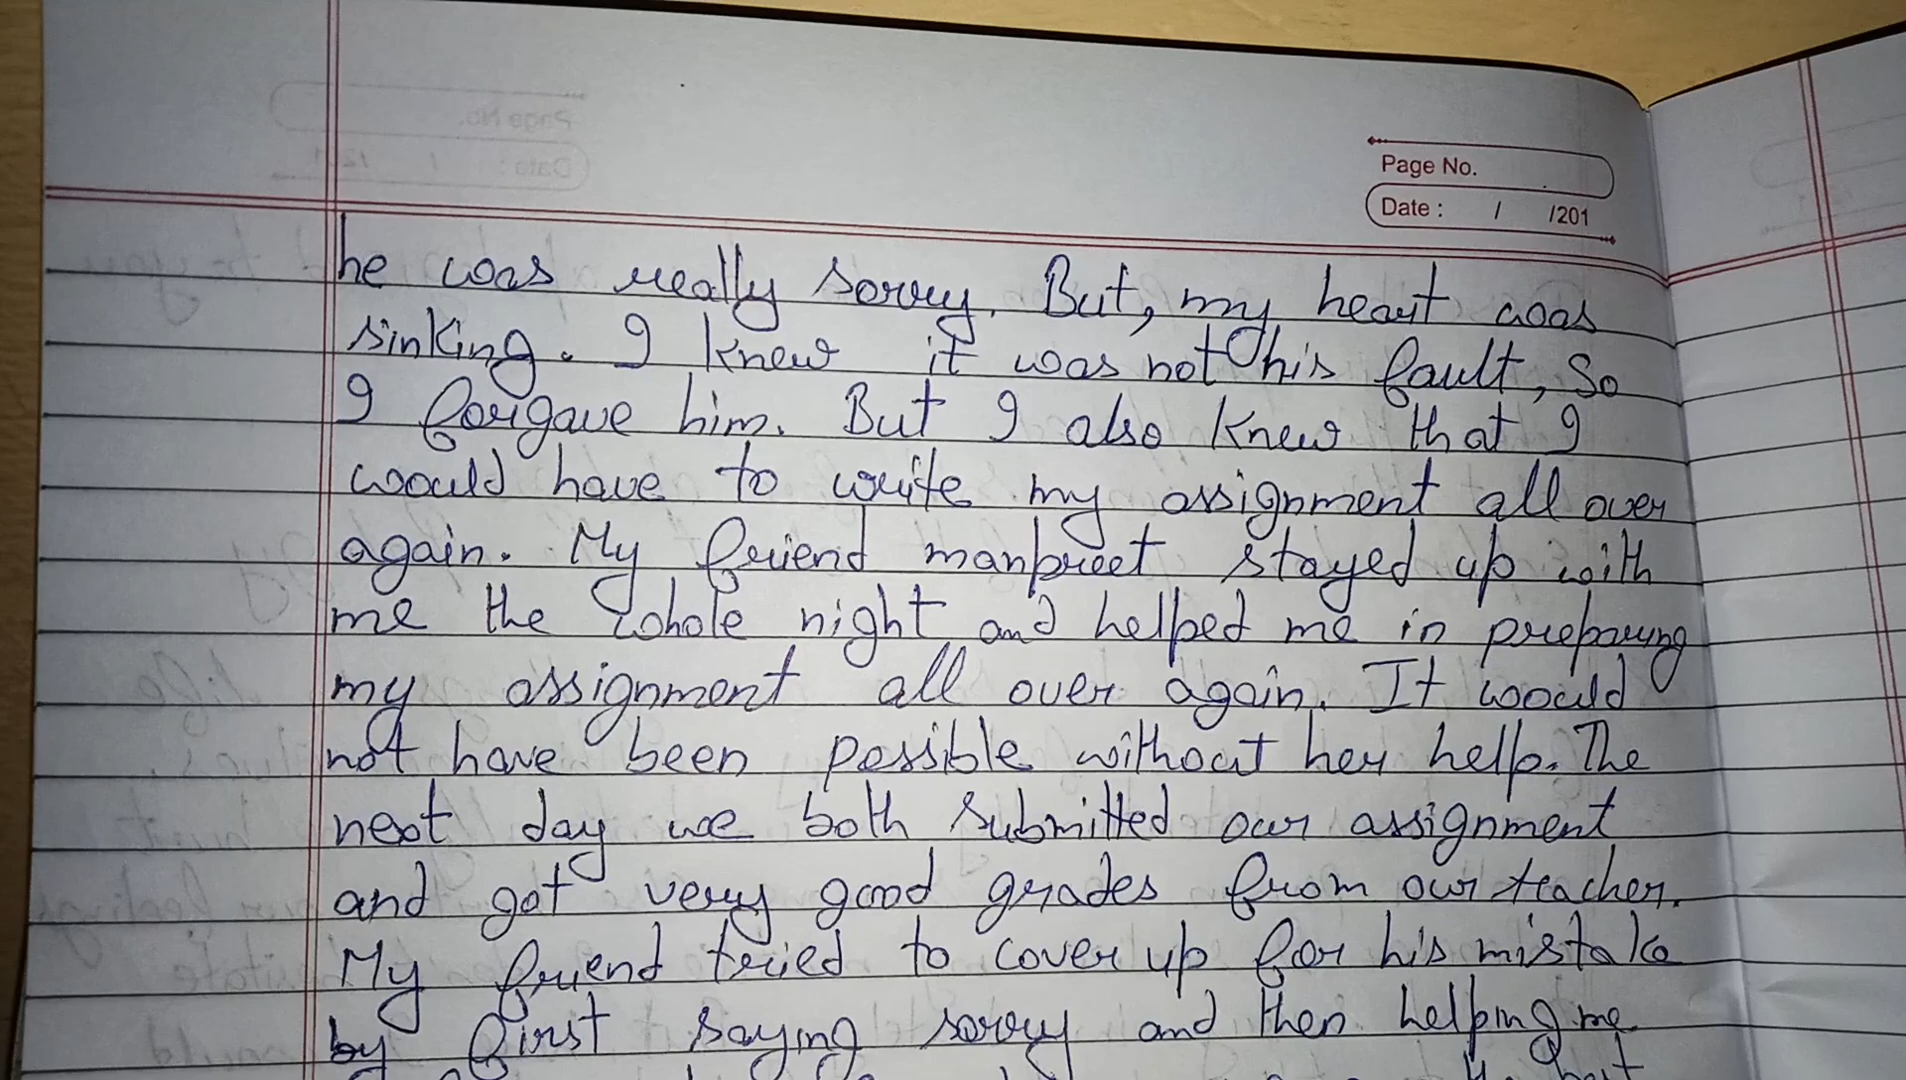 Page No.
Date : / /201
he was really sorry. But, my heart was
sinking. I knew it was not his fault, So
I forgave him. But I also knew that I
would have to write my assignment all over
again. My friend manpreet stayed up with
me the whole night and helped me in preparing
my assignment all over again. It would
not have been possible without her help. The
next day we both submitted our assignment
and got very good grades from our teacher.
My friend tried to cover up for his mistake
by first saying sorry and then helping me